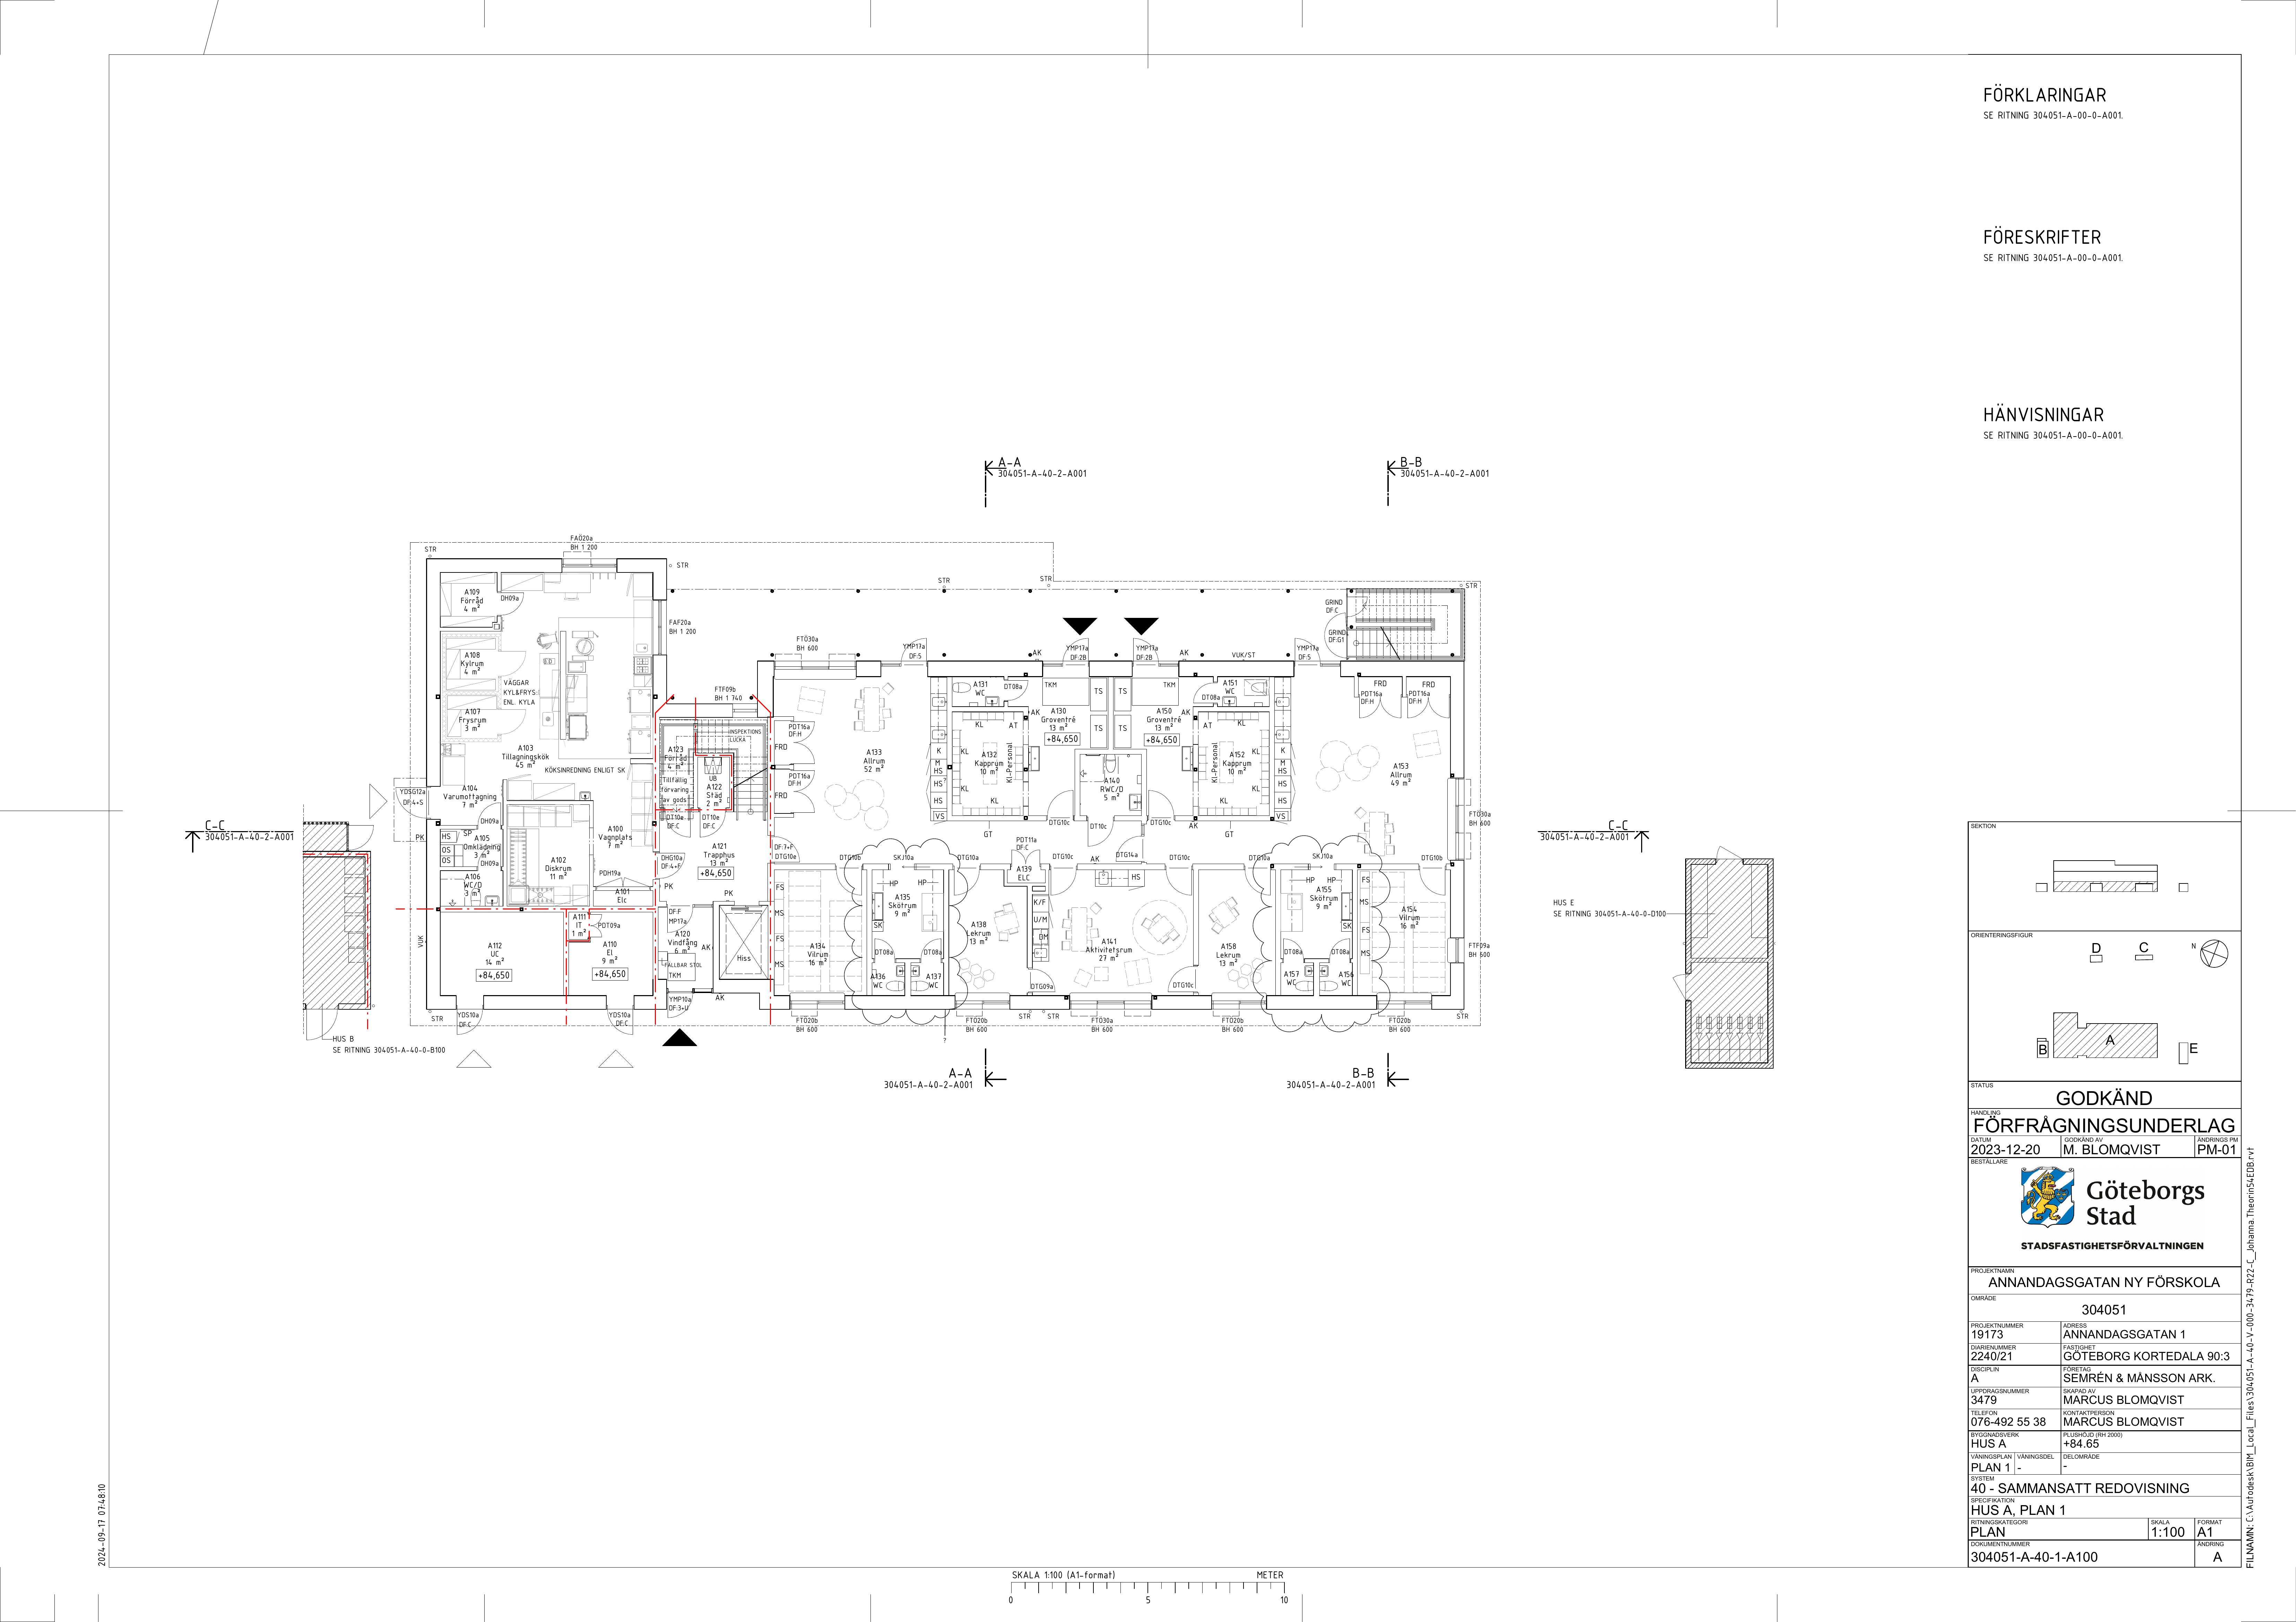 FÖRKLARINGAR
SE RITNING 304051-A-00-0-A001.
FÖRESKRIFTER
SE RITNING 304051-A-00-0-A001.
HÄNVISNINGAR
SE RITNING 304051-A-00-0-A001.
A-A
304051-A-40-2-A001
B-B
304051-A-40-2-A001
STR
FAÖ20a
BH 1 200
STR
STR
STR
STR
A109
Förråd
4 m²
DH09a
FAF20a
BH 1 200
A108
Kylrum
4 m²
VÄGGAR
KYL&FRYS:
ENL. KYLA
A107
Frysrum
3 m²
A103
Tillagningskök
45 m²
KÖKSINREDNING ENLIGT SK
A104
Varumottagning
7 m²
YDSG12a
DF:4+S
PK
DH09a
HS
SP
A105
Omklädning
3 m²
OS
OS
DH09a
A106
WC/D
3 m²
A102
Diskrum
11 m²
A100
Vagnplats
7 m²
PDH19a
A101
Elc
A111
IT
1 m²
PDT09a
A110
El
9 m²
+84,650
A112
UC
14 m²
+84,650
VUK
STR
YDS10a
DF:C
YDS10a
DF:C
FTF09b
BH 1 740
INSPEKTIONS
LUCKA
A123
Förråd
4 m²
Tillfällig
förvaring
av gods
UB
A122
Städ
2 m²
DT10e
DF:C
DT10e
DF:C
DHG10a
DF:4+F
A121
Trapphus
13 m²
+84,650
PK
PK
DF:F
MP17a
A120
Vindfång
6 m²
AK
FÄLLBAR STOL
TKM
Hiss
YMP10a
DF:3+U
AK
FTÖ30a
BH 600
YMP17a
DF:5
PDT16a
DF:H
FRD
PDT16a
DF:H
FRD
A133
Allrum
52 m²
DF:7+F
DTG10e
DTG10b
SKJ10a
DTG10a
FS
MS
FS
MS
A134
Vilrum
16 m²
HP
HP
A135
Skötrum
9 m²
SK
DT08a
DT08a
A136
WC
A137
WC
A138
Lekrum
13 m²
FTÖ20b
BH 600
FTÖ20b
BH 600
?
A131
WC
DT08a
TKM
TS
TS
AK
YMP17a
DF:2B
YMP17a
DF:2B
AK
VUK/ST
YMP17a
DF:5
KL
AT
AK
A130
Groventré
13 m²
+84,650
TS
TS
TKM
A150
Groventré
13 m²
+84,650
AK
DT08a
A151
WC
AT
KL
K
M
HS
HS
HS
VS
KL
A132
Kapprum
10 m²
Kl-Personal
KL
KL
GT
A140
RWC/D
5 m²
Kl-Personal
A152
Kapprum
10 m²
KL
KL
KL
K
M
HS
HS
HS
VS
GT
DTG10c
DT10c
DTG10c
AK
PDT11a
DF:C
DTG10c
AK
DTG14a
DTG10c
A139
ELC
HS
K/F
U/M
DM
A141
Aktivitetsrum
27 m²
DTG09a
DTG10c
STR
STR
FTÖ30a
BH 600
GRIND
DF:C
GRIND
DF:G1
FRD
PDT16a
DF:H
FRD
PDT16a
DF:H
A153
Allrum
49 m²
FTÖ30a
BH 600
DTG10a
SKJ10a
DTG10b
A158
Lekrum
13 m²
HP
HP
A155
Skötrum
9 m²
SK
DT08a
DT08a
A157
WC
A156
WC
FS
MS
FS
MS
A154
Vilrum
16 m²
FTF09a
BH 600
FTÖ20b
BH 600
FTÖ20b
BH 600
STR
C-C
304051-A-40-2-A001
C-C
304051-A-40-2-A001
HUS B
SE RITNING 304051-A-40-0-B100
HUS E
SE RITNING 304051-A-40-0-D100
A-A
304051-A-40-2-A001
B-B
304051-A-40-2-A001
SEKTION
ORIENTERINGSFIGUR
D
C
N
B
A
E
STATUS
GODKÄND
HANDLING
FÖRFRÅGNINGSUNDERLAG
DATUM
2023-12-20
GODKÄND AV
M. BLOMQVIST
ÄNDRINGS PM
PM-01
BESTÄLLARE
Göteborgs
Stad
STADSFASTIGHETSFÖRVALTNINGEN
PROJEKTNAMN
ANNANDAGSGATAN NY FÖRSKOLA
OMRÅDE
304051
PROJEKTNUMMER
19173
ADRESS
ANNANDAGSGATAN 1
DIARIENUMMER
2240/21
FASTIGHET
GÖTEBORG KORTEDALA 90:3
DISCIPLIN
A
FÖRETAG
SEMRÉN & MÅNSSON ARK.
UPPDRAGSNUMMER
3479
SKAPAD AV
MARCUS BLOMQVIST
TELEFON
076-492 55 38
KONTAKTPERSON
MARCUS BLOMQVIST
BYGGNADSVERK
HUS A
PLUSHÖJD (RH 2000)
+84.65
VÅNINGSPLAN
PLAN 1
VÅNINGSDEL
-
DELOMRÅDE
-
SYSTEM
40 - SAMMANSATT REDOVISNING
SPECIFIKATION
HUS A, PLAN 1
RITNINGSKATEGORI
PLAN
SKALA
1:100
FORMAT
A1
DOKUMENTNUMMER
304051-A-40-1-A100
ÄNDRING
A
FILNAMN: C:\Autodesk\BIM_Local_Files\304051-A-40-V-000-3479-R22-C_Johanna.Theorin54EDB.rvt
2024-09-17 07:48:10
SKALA 1:100 (A1-format)
METER
0
5
10